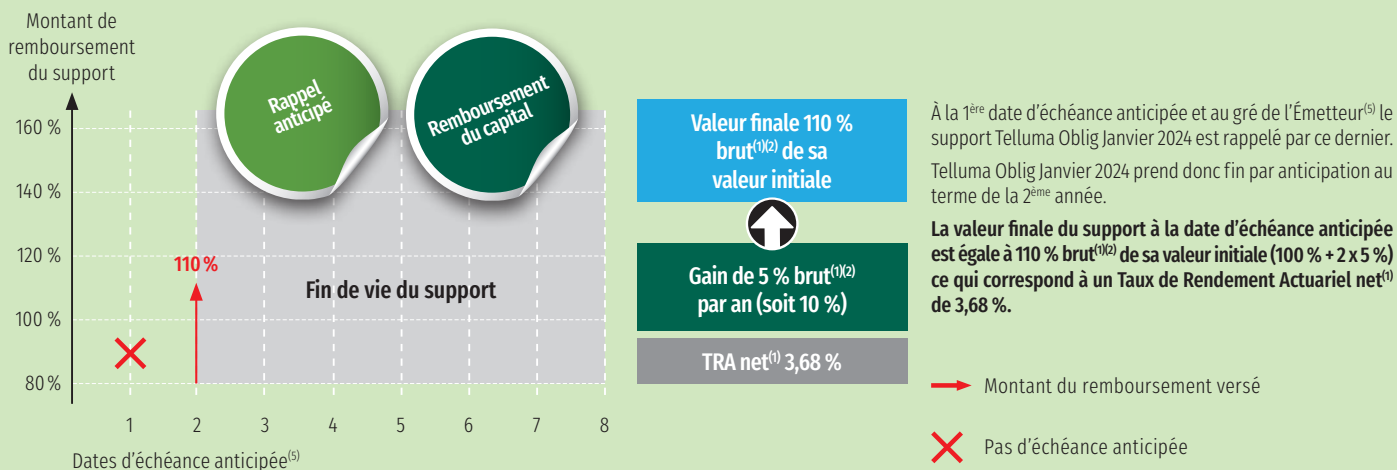 Montant de
remboursement
du support
160 %
140 %
120 %
100 %
80 %
Rappel
anticipé
Remboursement
du capital
110 %
Fin de vie du support
1 2 3 4 5 6 7 8
Dates d’échéance anticipée(5)
Valeur finale 110 %
brut(1)(2) de sa
valeur initiale
Gain de 5 % brut(1)(2)
par an (soit 10 %)
TRA net(1) 3,68 %
À la 1ère date d’échéance anticipée et au gré de l’Émetteur(5) le
support Telluma Oblig Janvier 2024 est rappelé par ce dernier.
Telluma Oblig Janvier 2024 prend donc fin par anticipation au
terme de la 2ème année.
La valeur finale du support à la date d’échéance anticipée
est égale à 110 % brut(1)(2) de sa valeur initiale (100 % + 2 x 5 %)
ce qui correspond à un Taux de Rendement Actuariel net(1)
de 3,68 %.
Montant du remboursement versé
Pas d’échéance anticipée